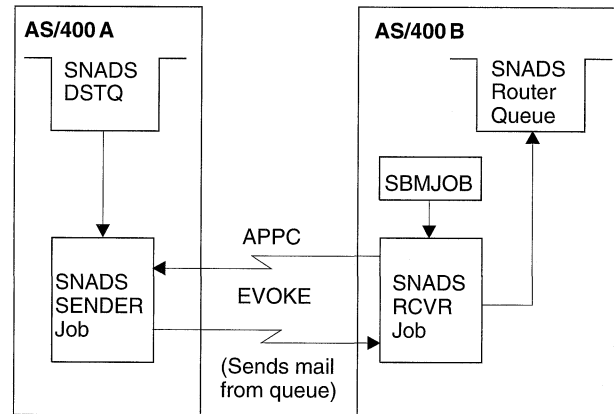 AS/400 A
SNADS
DSTQ
SNADS
SENDER
Job
APPC
EVOKE
(Sends mail
from queue)
AS/400 B
SNADS
Router
Queue
SBMJOB
SNADS
RCVR
Job